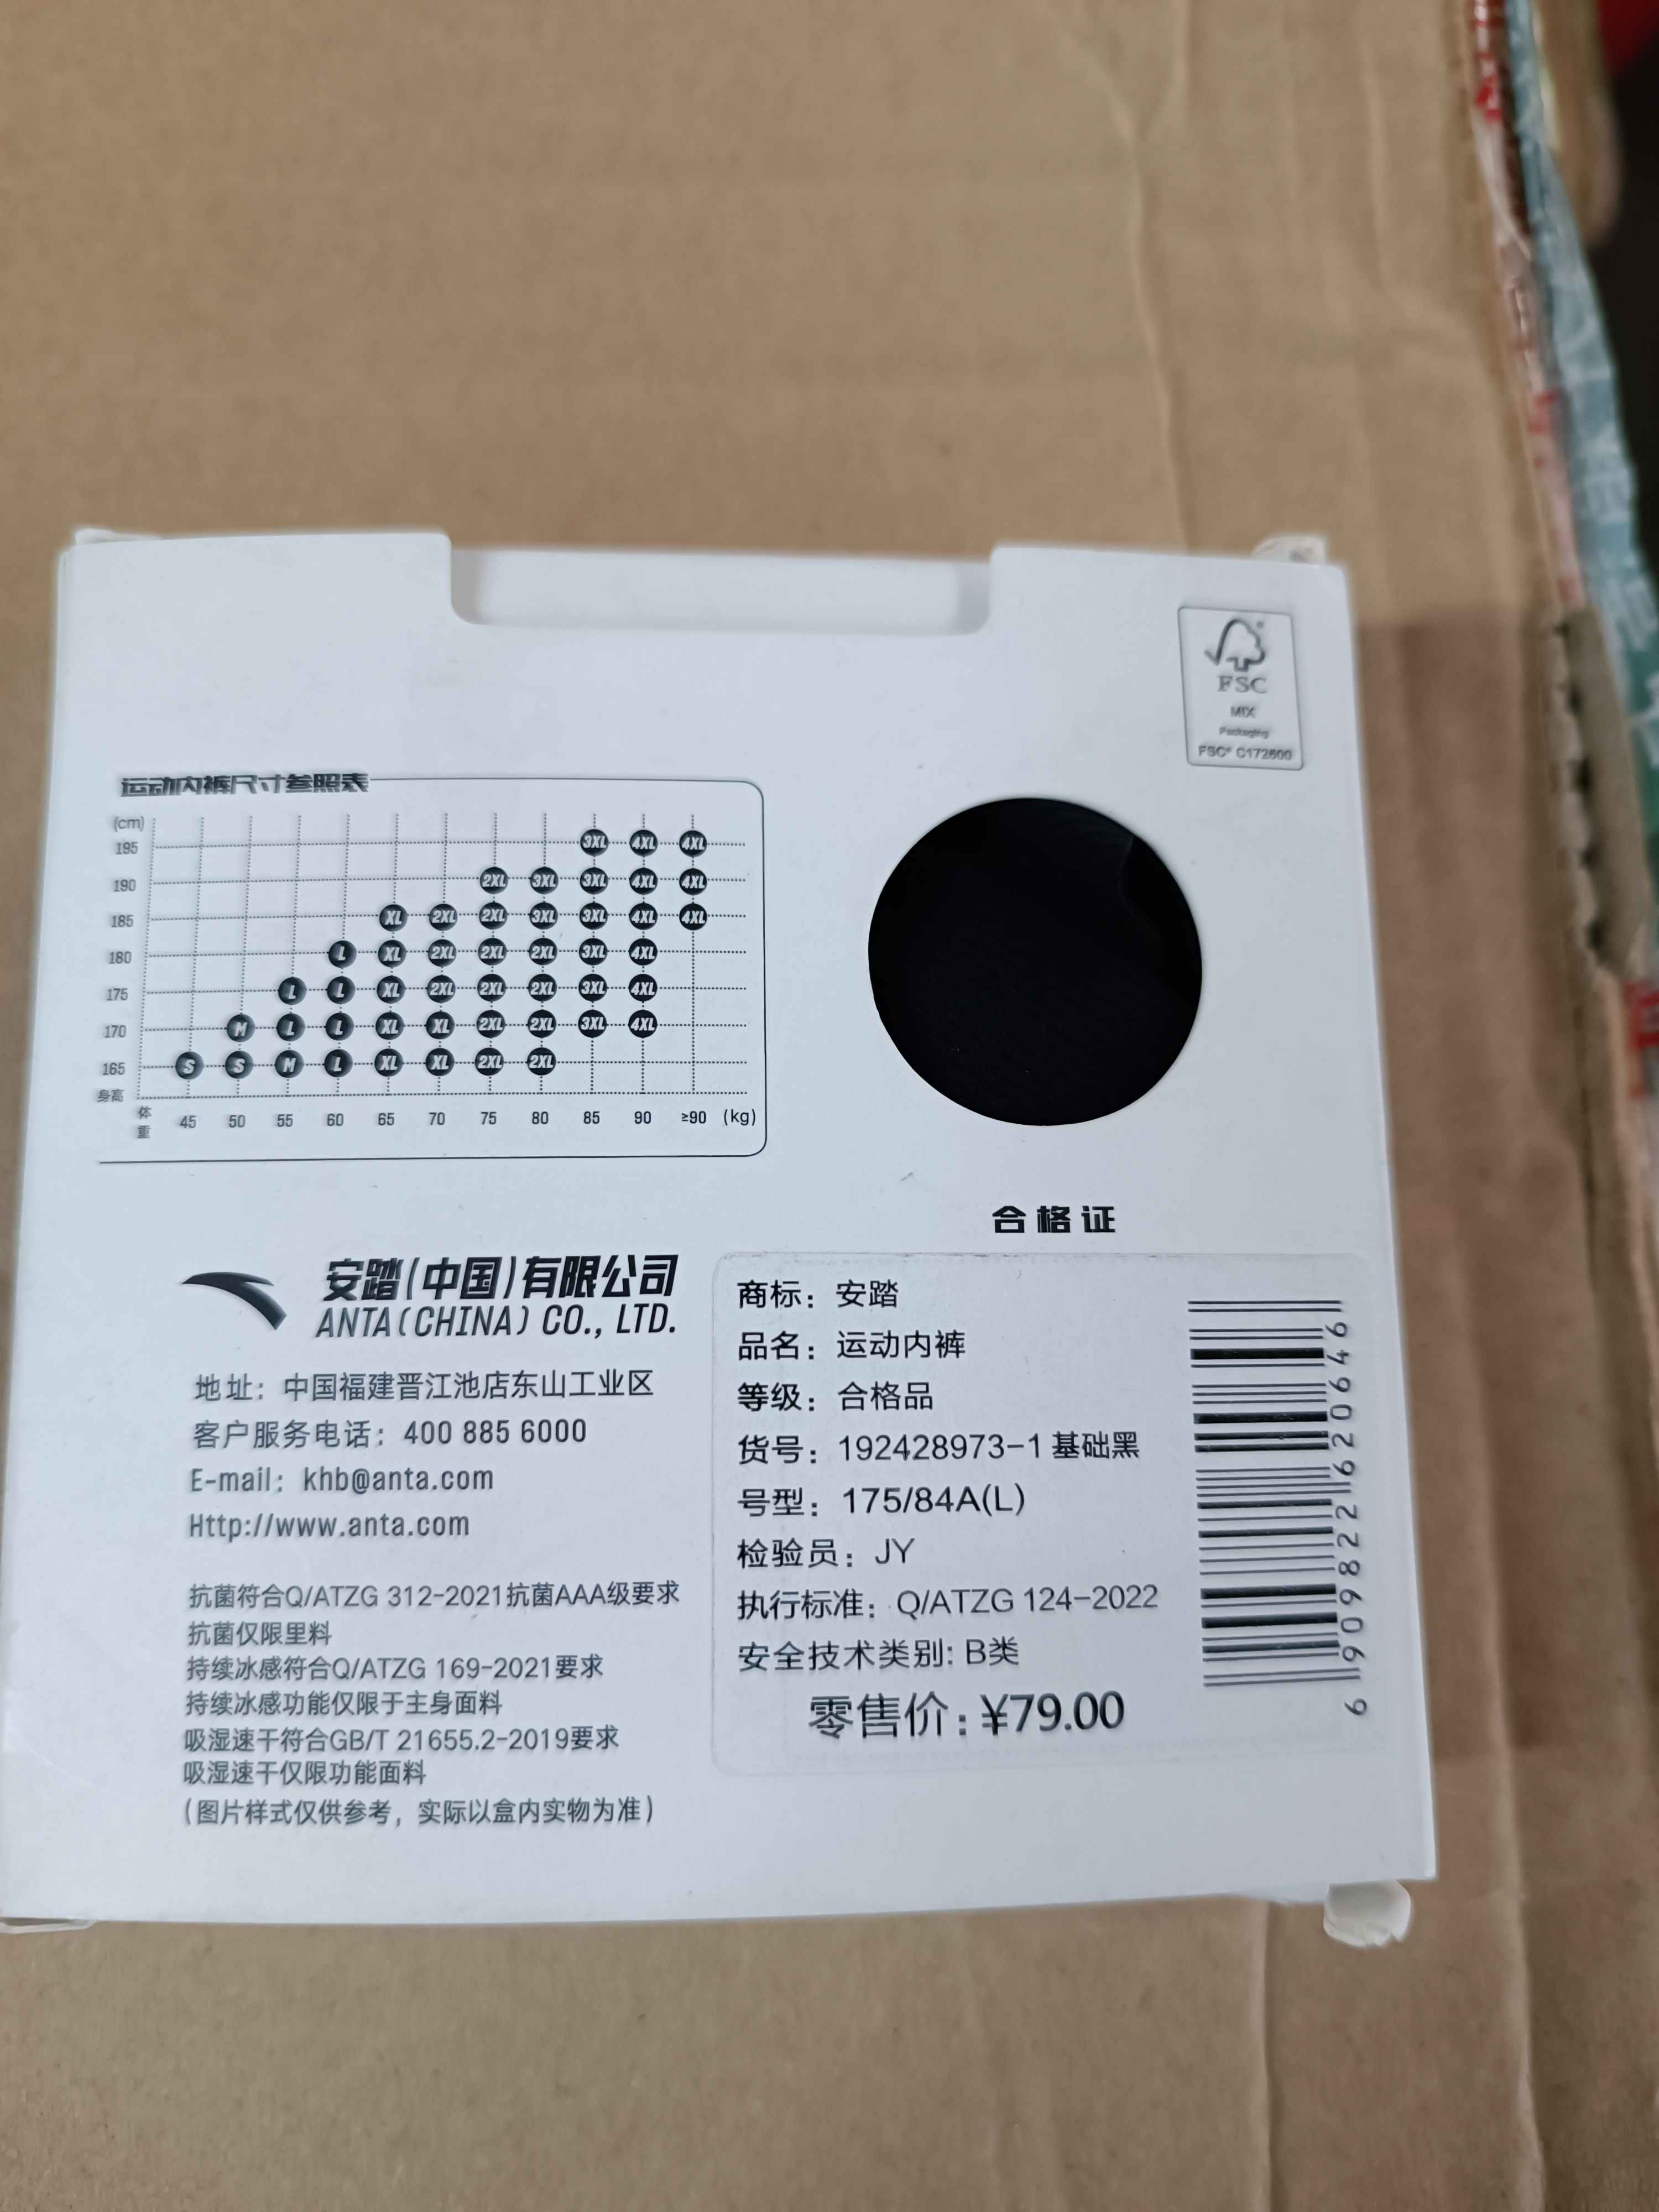 FSC®
MIX
Packaging
FSC® C172600
运动内裤尺寸参照表
(cm)
195 3XL 4XL 4XL
190 2XL 3XL 3XL 4XL 4XL
185 XL 2XL 2XL 3XL 3XL 4XL 4XL
180 L XL 2XL 2XL 2XL 3XL 4XL
175 L L XL 2XL 2XL 2XL 3XL 4XL
170 M L L XL XL 2XL 2XL 3XL 4XL
165 S S M L XL XL 2XL 2XL
身高
体重 45 50 55 60 65 70 75 80 85 90 ≥90 (kg)
安踏(中国)有限公司
ANTA(CHINA) CO., LTD.
地址：中国福建晋江池店东山工业区
客户服务电话：400 885 6000
E-mail：khb@anta.com
Http://www.anta.com
抗菌符合Q/ATZG 312-2021抗菌AAA级要求
抗菌仅限里料
持续冰感符合Q/ATZG 169-2021要求
持续冰感功能仅限于主身面料
吸湿速干符合GB/T 21655.2-2019要求
吸湿速干仅限功能面料
(图片样式仅供参考，实际以盒内实物为准)
合格证
商标：安踏
品名：运动内裤
等级：合格品
货号：192428973-1 基础黑
号型：175/84A(L)
检验员：JY
执行标准：Q/ATZG 124-2022
安全技术类别: B类
零售价: ¥79.00